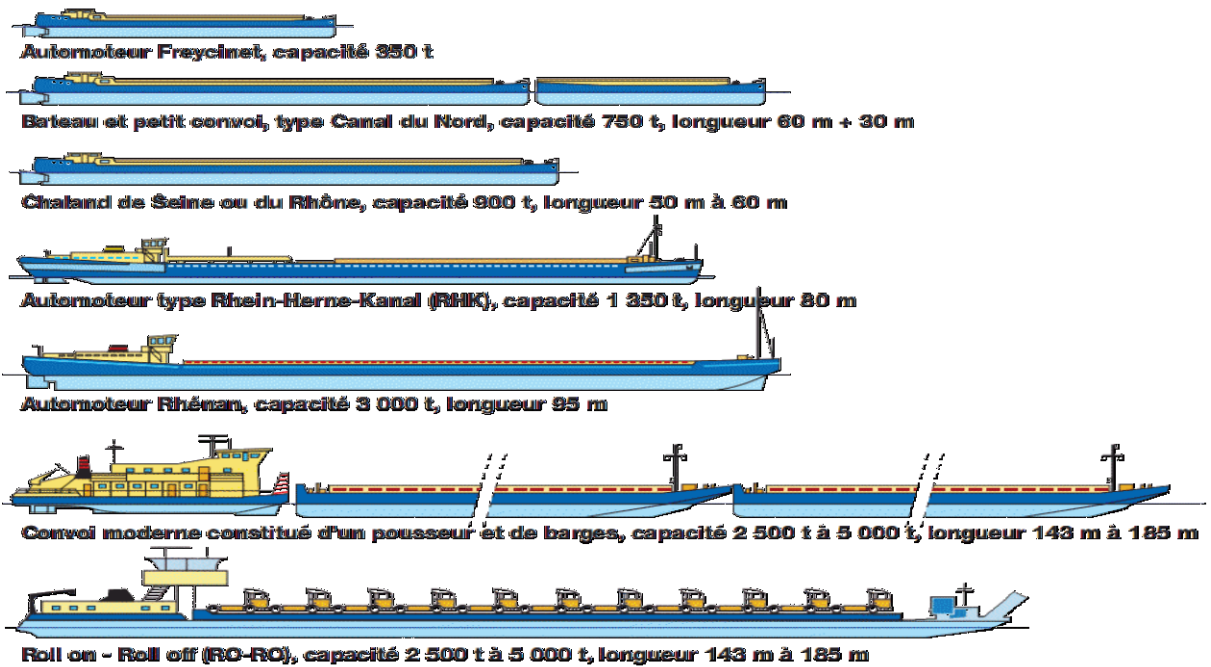 Automoteur Freycinet, capacité 350 t
Bateau et petit convoi, type Canal du Nord, capacité 750 t, longueur 60 m + 30 m
Chaland de Seine ou du Rhône, capacité 900 t, longueur 50 m à 60 m
Automoteur type Rhein-Herne-Kanal (RHK), capacité 1 350 t, longueur 80 m
Automoteur Rhénan, capacité 3 000 t, longueur 95 m
Convoi moderne constitué d'un pousseur et de barges, capacité 2 500 t à 5 000 t, longueur 143 m à 185 m
Roll on - Roll off (RO-RO), capacité 2 500 t à 5 000 t, longueur 143 m à 185 m